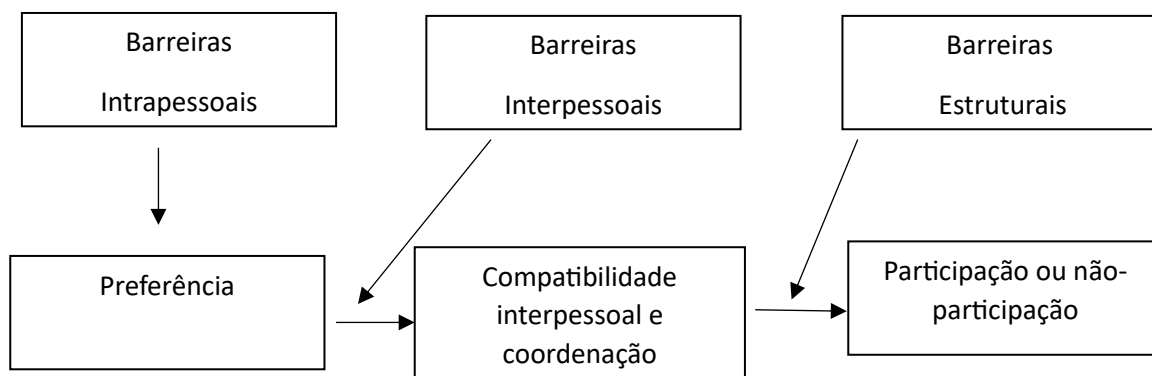 Barreiras
Intrapessoais
Barreiras
Interpessoais
Barreiras
Estruturais
Preferência
Compatibilidade
interpessoal e
coordenação
Participação ou não-
participação